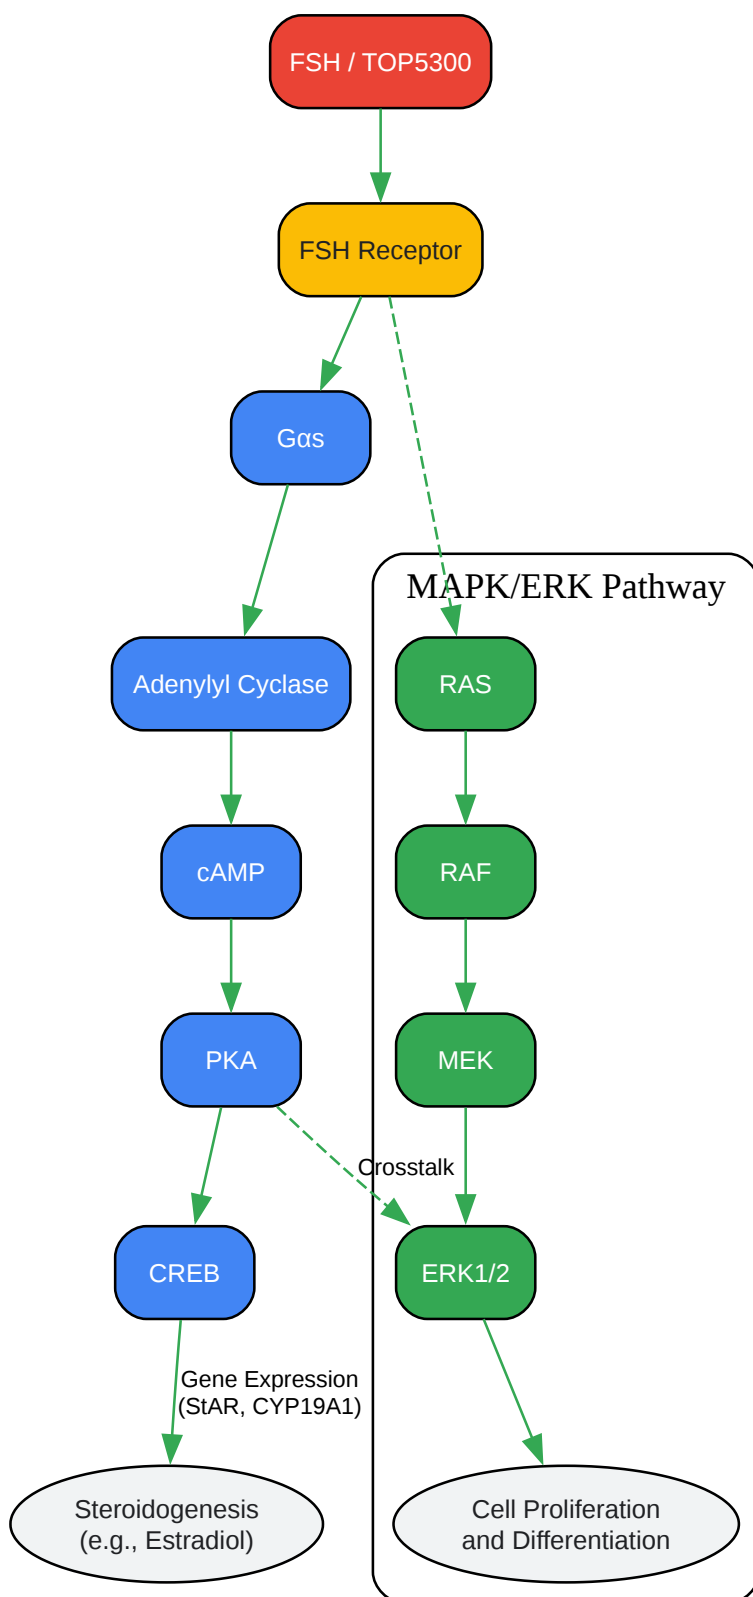 FSH / TOP5300
FSH Receptor
Gαs
MAPK/ERK Pathway
Adenylyl Cyclase
RAS
cAMP
RAF
PKA
MEK
Crosstalk
CREB
ERK1/2
Gene Expression
(StAR, CYP19A1)
Steroidogenesis
(e.g., Estradiol)
Cell Proliferation
and Differentiation